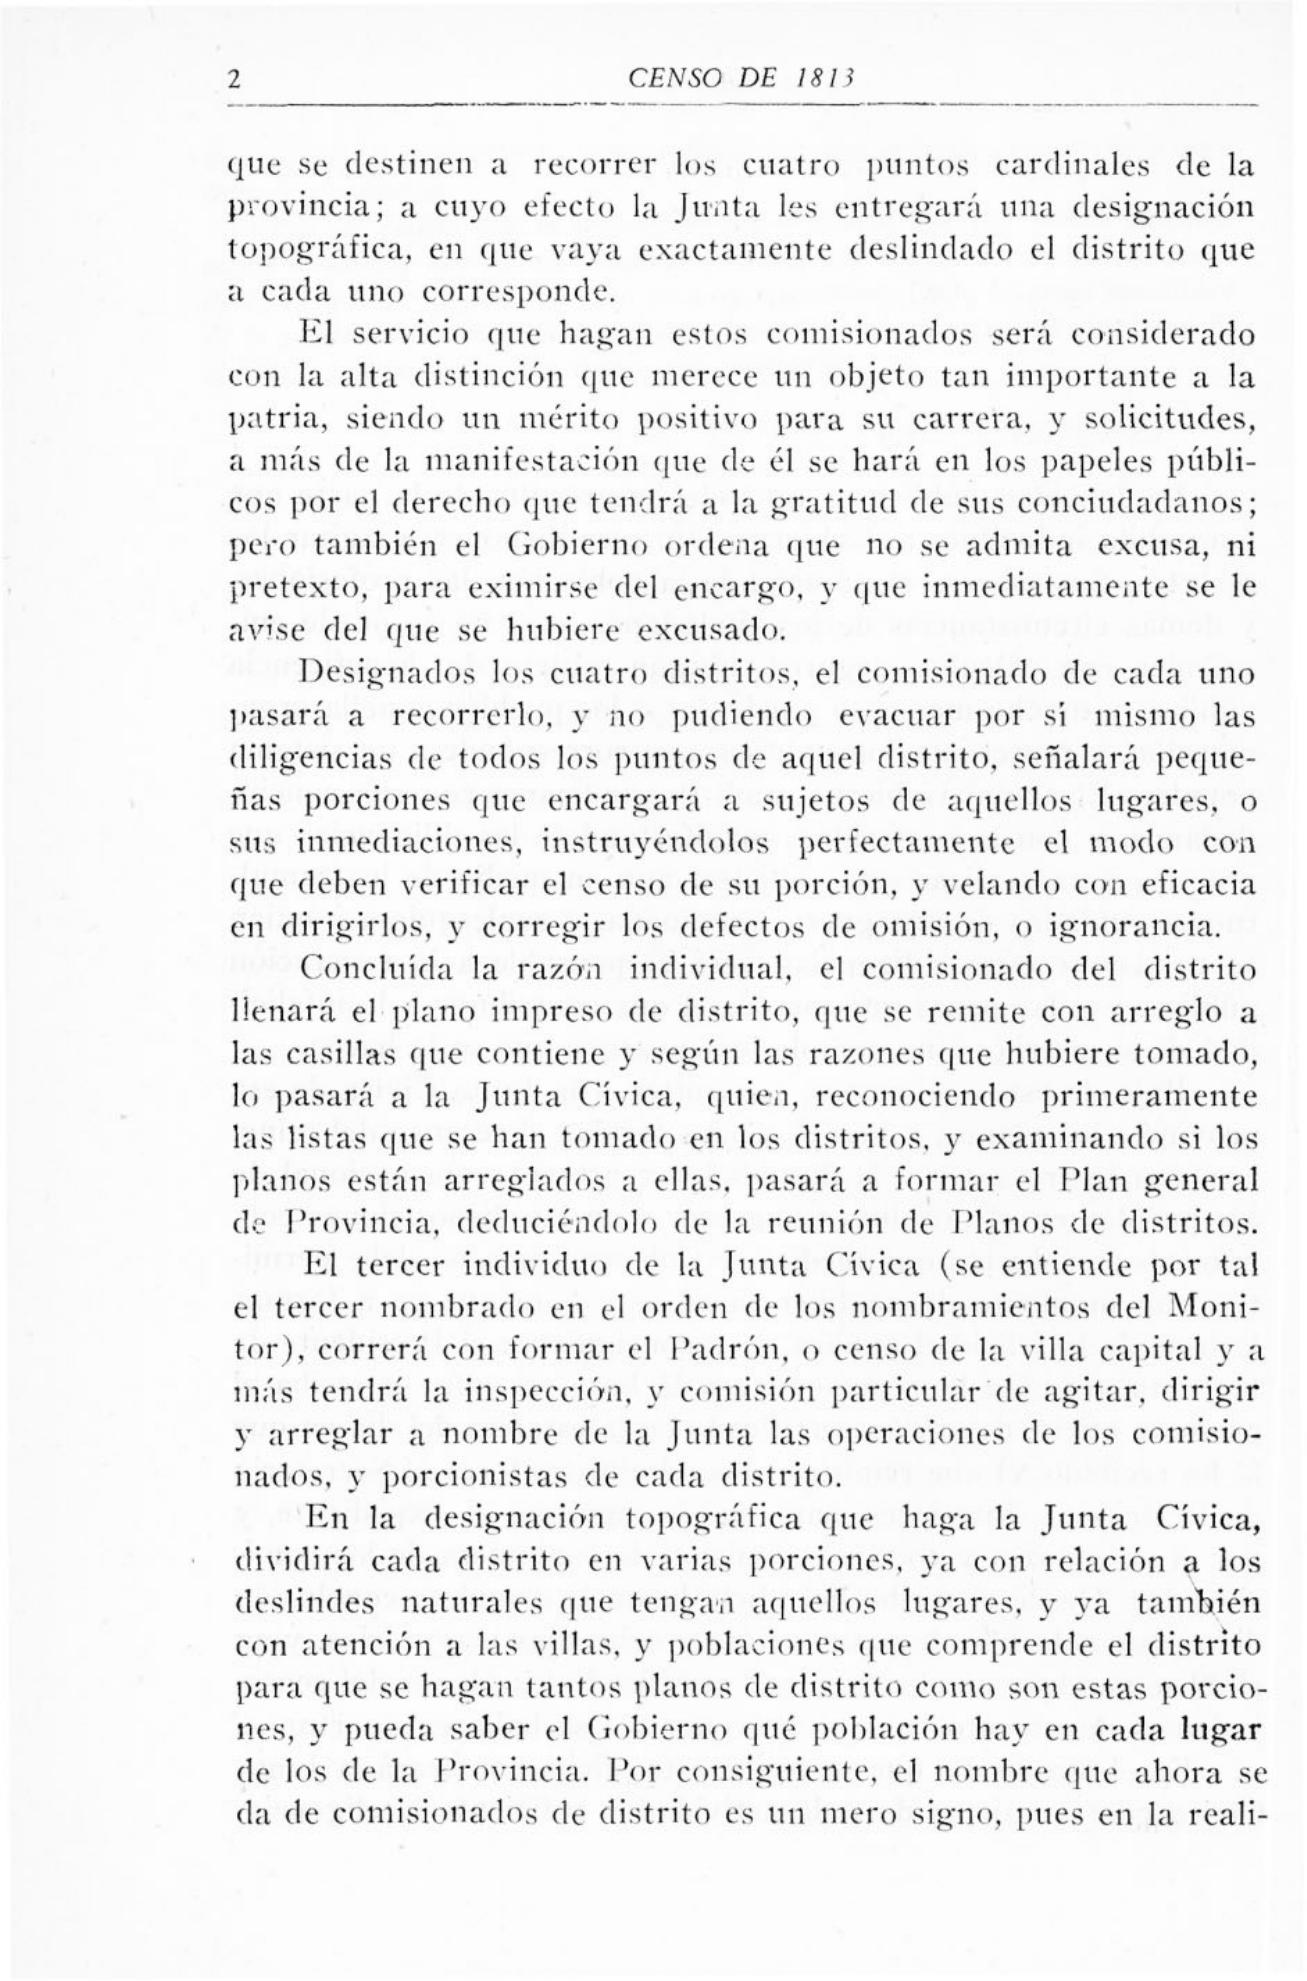 2 CENSO DE 1813
que se destinen a recorrer los cuatro puntos cardinales de la
provincia; a cuyo efecto la Junta les entregará una designación
topográfica, en que vaya exactamente deslindado el distrito que
a cada uno corresponde.
El servicio que hagan estos comisionados será considerado
con la alta distinción que merece un objeto tan importante a la
patria, siendo un mérito positivo para su carrera, y solicitudes,
a más de la manifestación que de él se hará en los papeles públi-
cos por el derecho que tendrá a la gratitud de sus conciudadanos;
pero también el Gobierno ordena que no se admita excusa, ni
pretexto, para eximirse del encargo, y que inmediatamente se le
avise del que se hubiere excusado.
Designados los cuatro distritos, el comisionado de cada uno
pasará a recorrerlo, y no pudiendo evacuar por si mismo las
diligencias de todos los puntos de aquel distrito, señalará peque-
ñas porciones que encargará a sujetos de aquellos lugares, o
sus inmediaciones, instruyéndolos perfectamente el modo con
que deben verificar el censo de su porción, y velando con eficacia
en dirigirlos, y corregir los defectos de omisión, o ignorancia.
Concluída la razón individual, el comisionado del distrito
llenará el plano impreso de distrito, que se remite con arreglo a
las casillas que contiene y según las razones que hubiere tomado,
lo pasará a la Junta Cívica, quien, reconociendo primeramente
las listas que se han tomado en los distritos, y examinando si los
planos están arreglados a ellas, pasará a formar el Plan general
de Provincia, deduciéndolo de la reunión de Planos de distritos.
El tercer individuo de la Junta Cívica (se entiende por tal
el tercer nombrado en el orden de los nombramientos del Moni-
tor), correrá con formar el Padrón, o censo de la villa capital y a
más tendrá la inspección, y comisión particular de agitar, dirigir
y arreglar a nombre de la Junta las operaciones de los comisio-
nados, y porcionistas de cada distrito.
En la designación topográfica que haga la Junta Cívica,
dividirá cada distrito en varias porciones, ya con relación a los
deslindes naturales que tengan aquellos lugares, y ya también
con atención a las villas, y poblaciones que comprende el distrito
para que se hagan tantos planos de distrito como son estas porcio-
nes, y pueda saber el Gobierno qué población hay en cada lugar
de los de la Provincia. Por consiguiente, el nombre que ahora se
da de comisionados de distrito es un mero signo, pues en la reali-